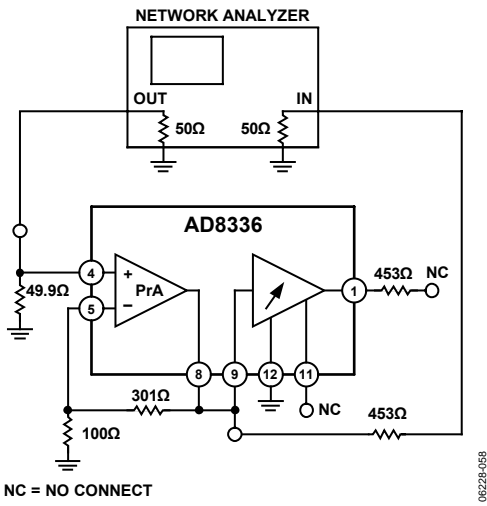 NETWORK ANALYZER
OUT
IN
50Ω
50Ω
AD8336
4
+
PrA
5
–
49.9Ω
1
453Ω
NC
8
9
12
11
301Ω
NC
100Ω
453Ω
NC = NO CONNECT
06228-058